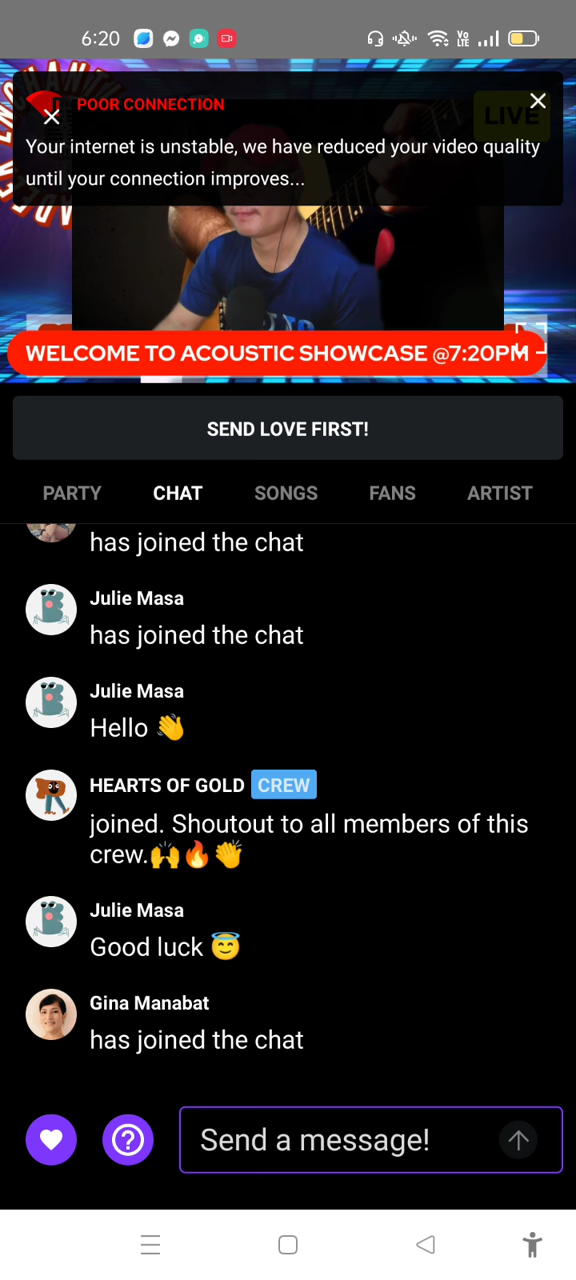 6:20
VO
LTE
POOR CONNECTION
LIVE
Your internet is unstable, we have reduced your video quality
until your connection improves...
WELCOME TO ACOUSTIC SHOWCASE @7:20PM
SEND LOVE FIRST!
PARTY CHAT SONGS FANS ARTIST
has joined the chat
Julie Masa
has joined the chat
Julie Masa
Hello 👋
HEARTS OF GOLD CREW
joined. Shoutout to all members of this
crew.🙌🔥👏
Julie Masa
Good luck 😇
Gina Manabat
has joined the chat
Send a message!